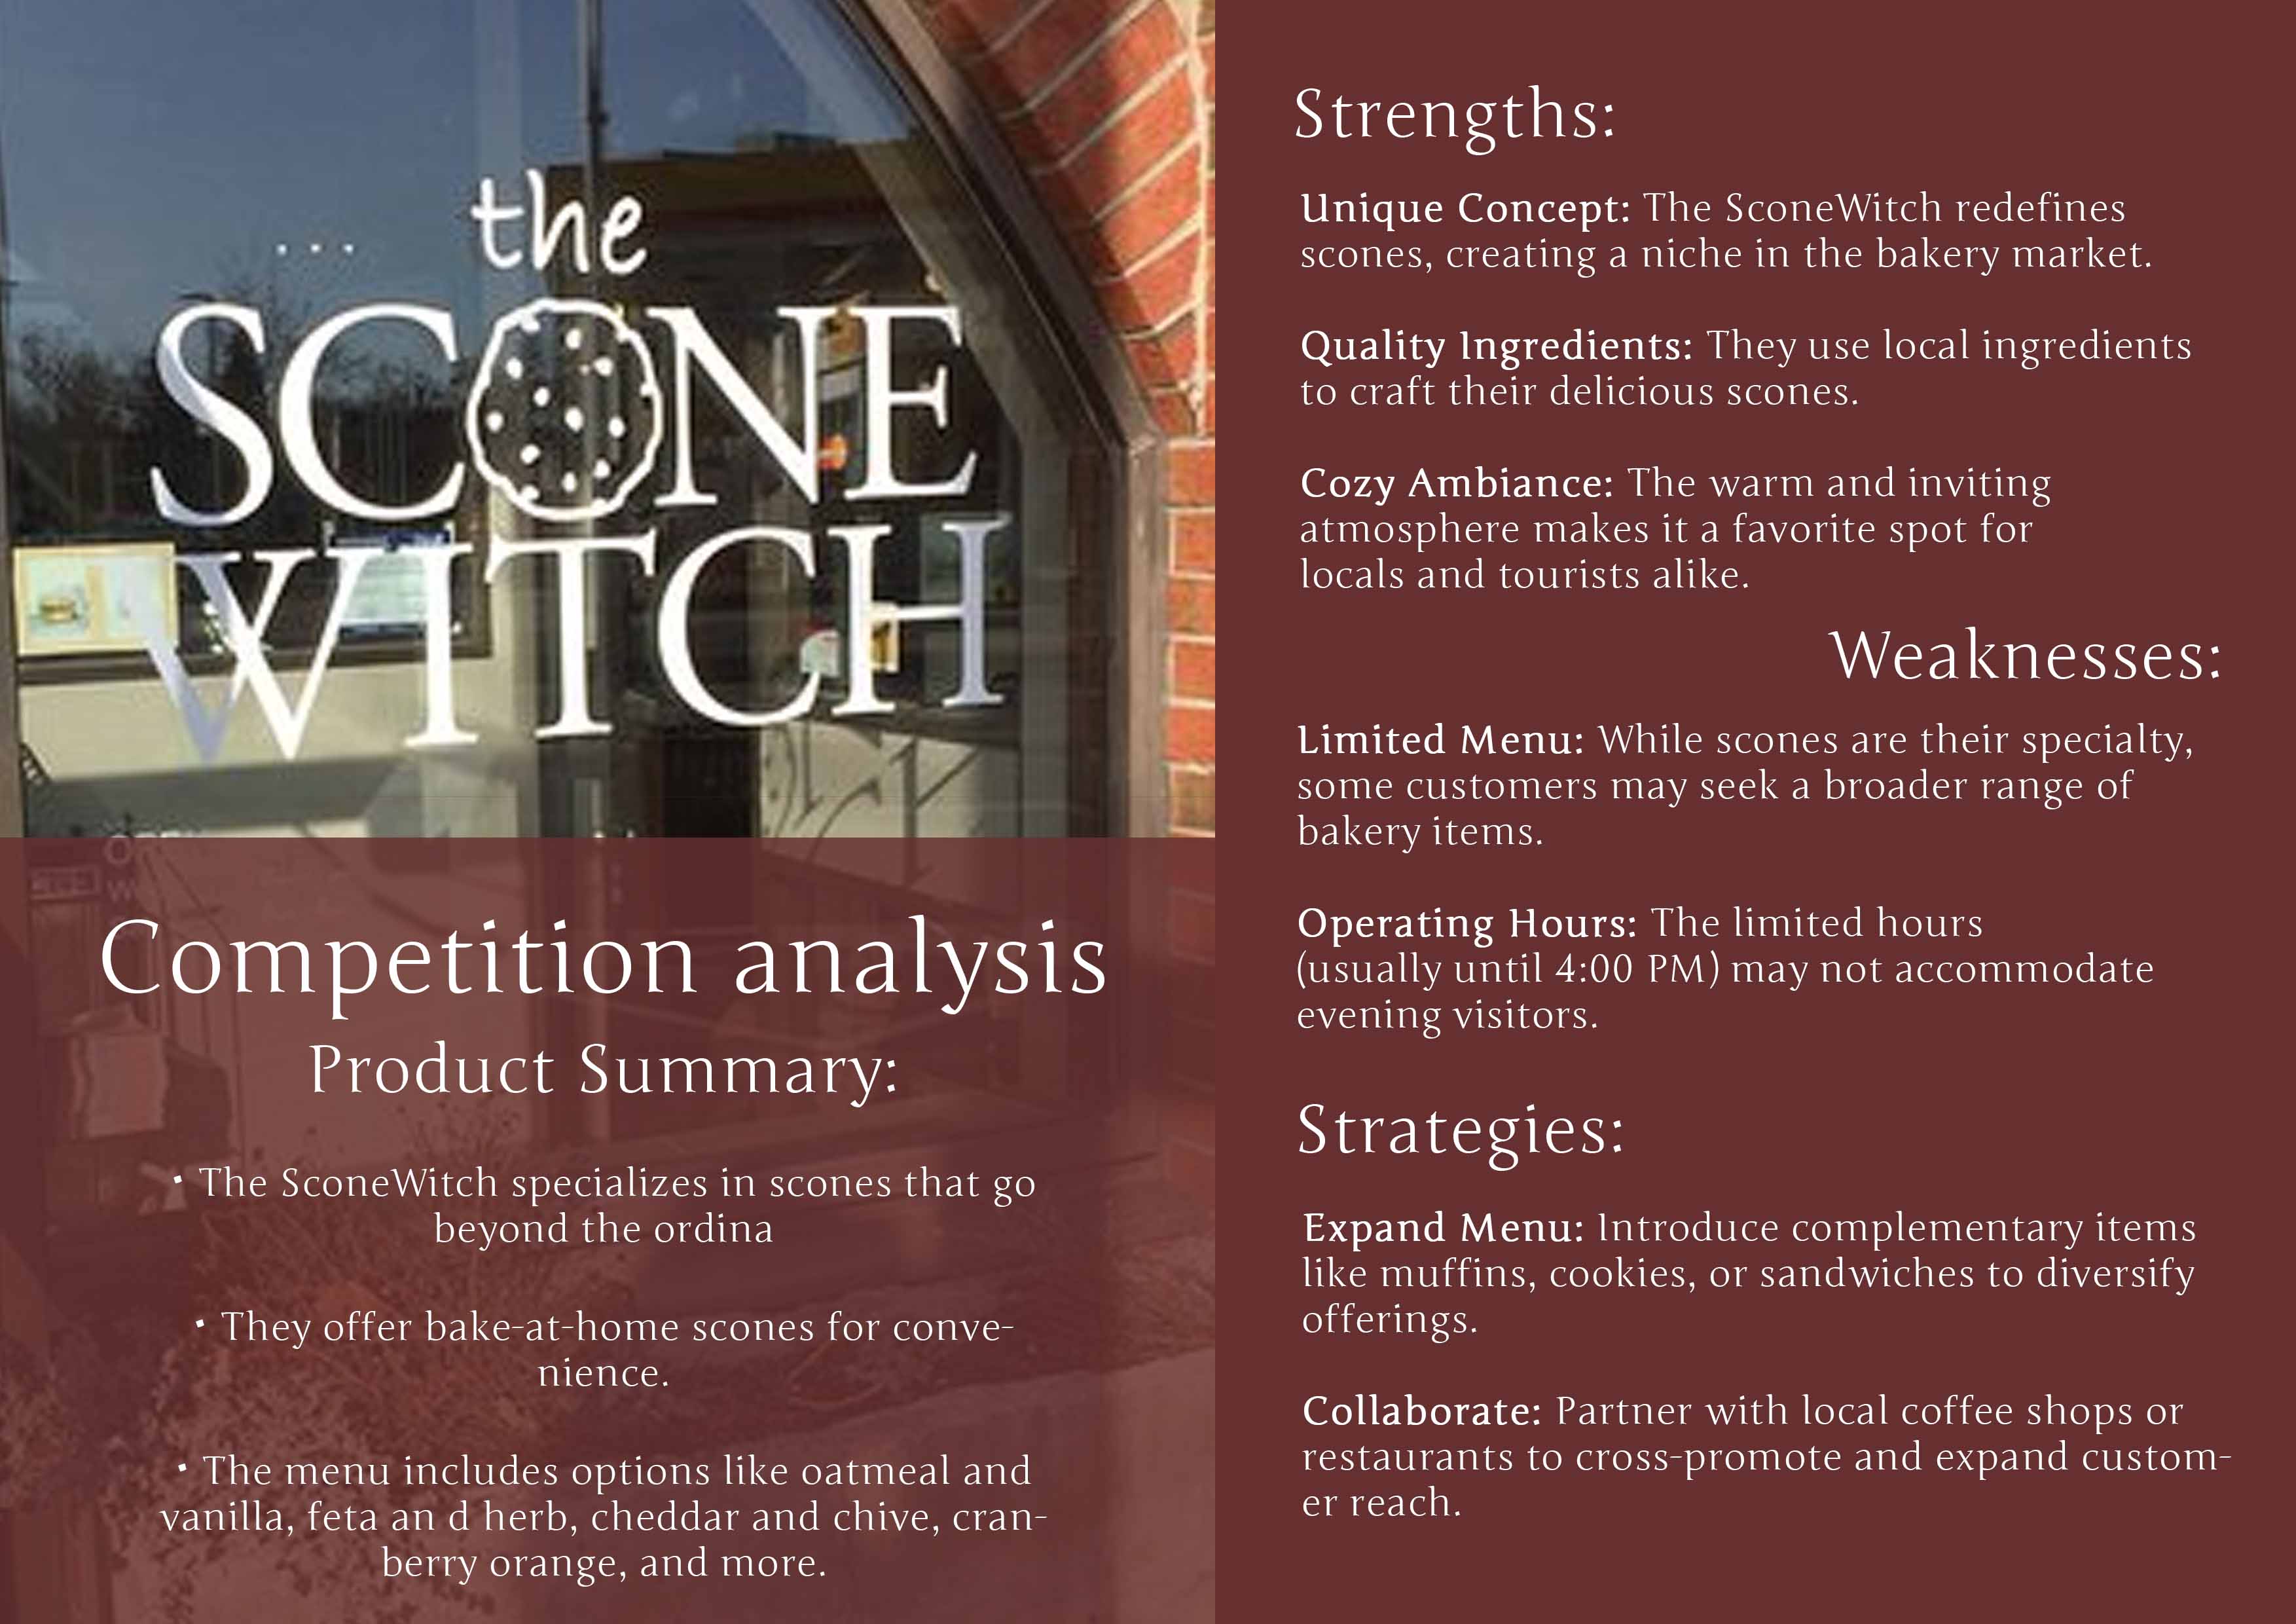 ...
the
SCONE
WITCH
Competition analysis
Product Summary:
· The SconeWitch specializes in scones that go
beyond the ordina
· They offer bake-at-home scones for conve-
nience.
· The menu includes options like oatmeal and
vanilla, feta an d herb, cheddar and chive, cran-
berry orange, and more.
Strengths:
Unique Concept: The SconeWitch redefines
scones, creating a niche in the bakery market.
Quality Ingredients: They use local ingredients
to craft their delicious scones.
Cozy Ambiance: The warm and inviting
atmosphere makes it a favorite spot for
locals and tourists alike.
Weaknesses:
Limited Menu: While scones are their specialty,
some customers may seek a broader range of
bakery items.
Operating Hours: The limited hours
(usually until 4:00 PM) may not accommodate
evening visitors.
Strategies:
Expand Menu: Introduce complementary items
like muffins, cookies, or sandwiches to diversify
offerings.
Collaborate: Partner with local coffee shops or
restaurants to cross-promote and expand custom-
er reach.